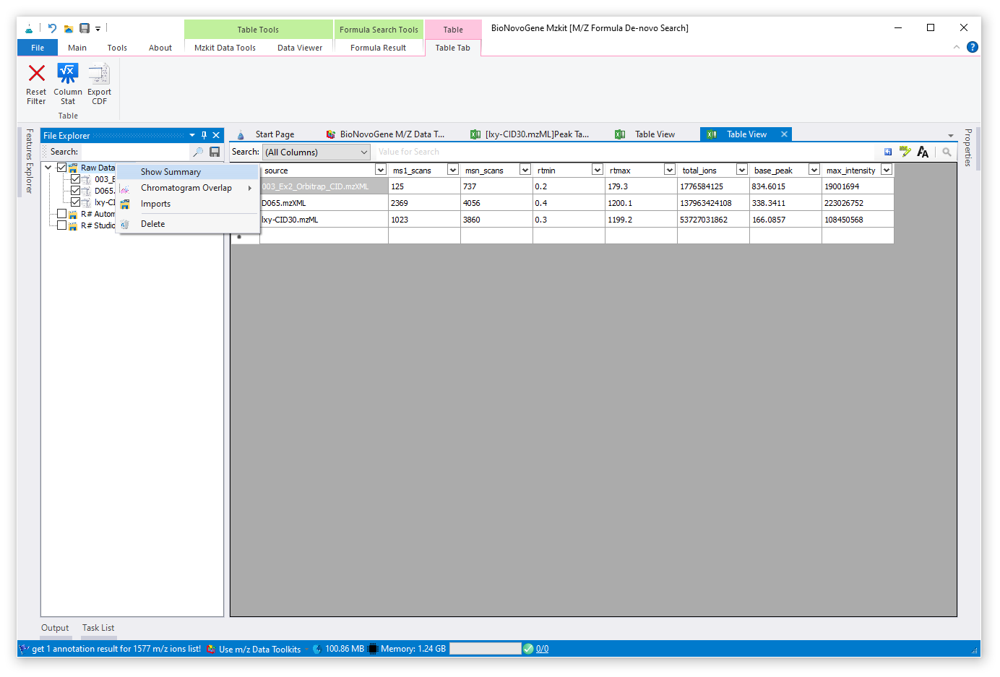 Table Tools
Formula Search Tools
Table
BioNovoGene Mzkit [M/Z Formula De-novo Search]
File
Main
Tools
About
Mzkit Data Tools
Data Viewer
Formula Result
Table Tab
Reset Filter
Column Stat
Export CDF
Table
Features Explorer
File Explorer
Search:
Raw Data
003_E
D065.
lxy-CI
R# Autom
R# Studio
Show Summary
Chromatogram Overlap
Imports
Delete
Start Page
BioNovoGene M/Z Data T...
[lxy-CID30.mzML]Peak Ta...
Table View
Table View
Properties
Search: (All Columns) Value for Search
source ms1_scans msn_scans rtmin rtmax total_ions base_peak max_intensity
003_Ex2_Orbitrap_CID.mzXML 125 737 0.2 179.3 1776584125 834.6015 19001694
D065.mzXML 2369 4056 0.4 1200.1 137963424108 338.3411 223026752
lxy-CID30.mzML 1023 3860 0.3 1199.2 53727031862 166.0857 108450568
Output
Task List
get 1 annotation result for 1577 m/z ions list! Use m/z Data Toolkits 100.86 MB Memory: 1.24 GB 0/0